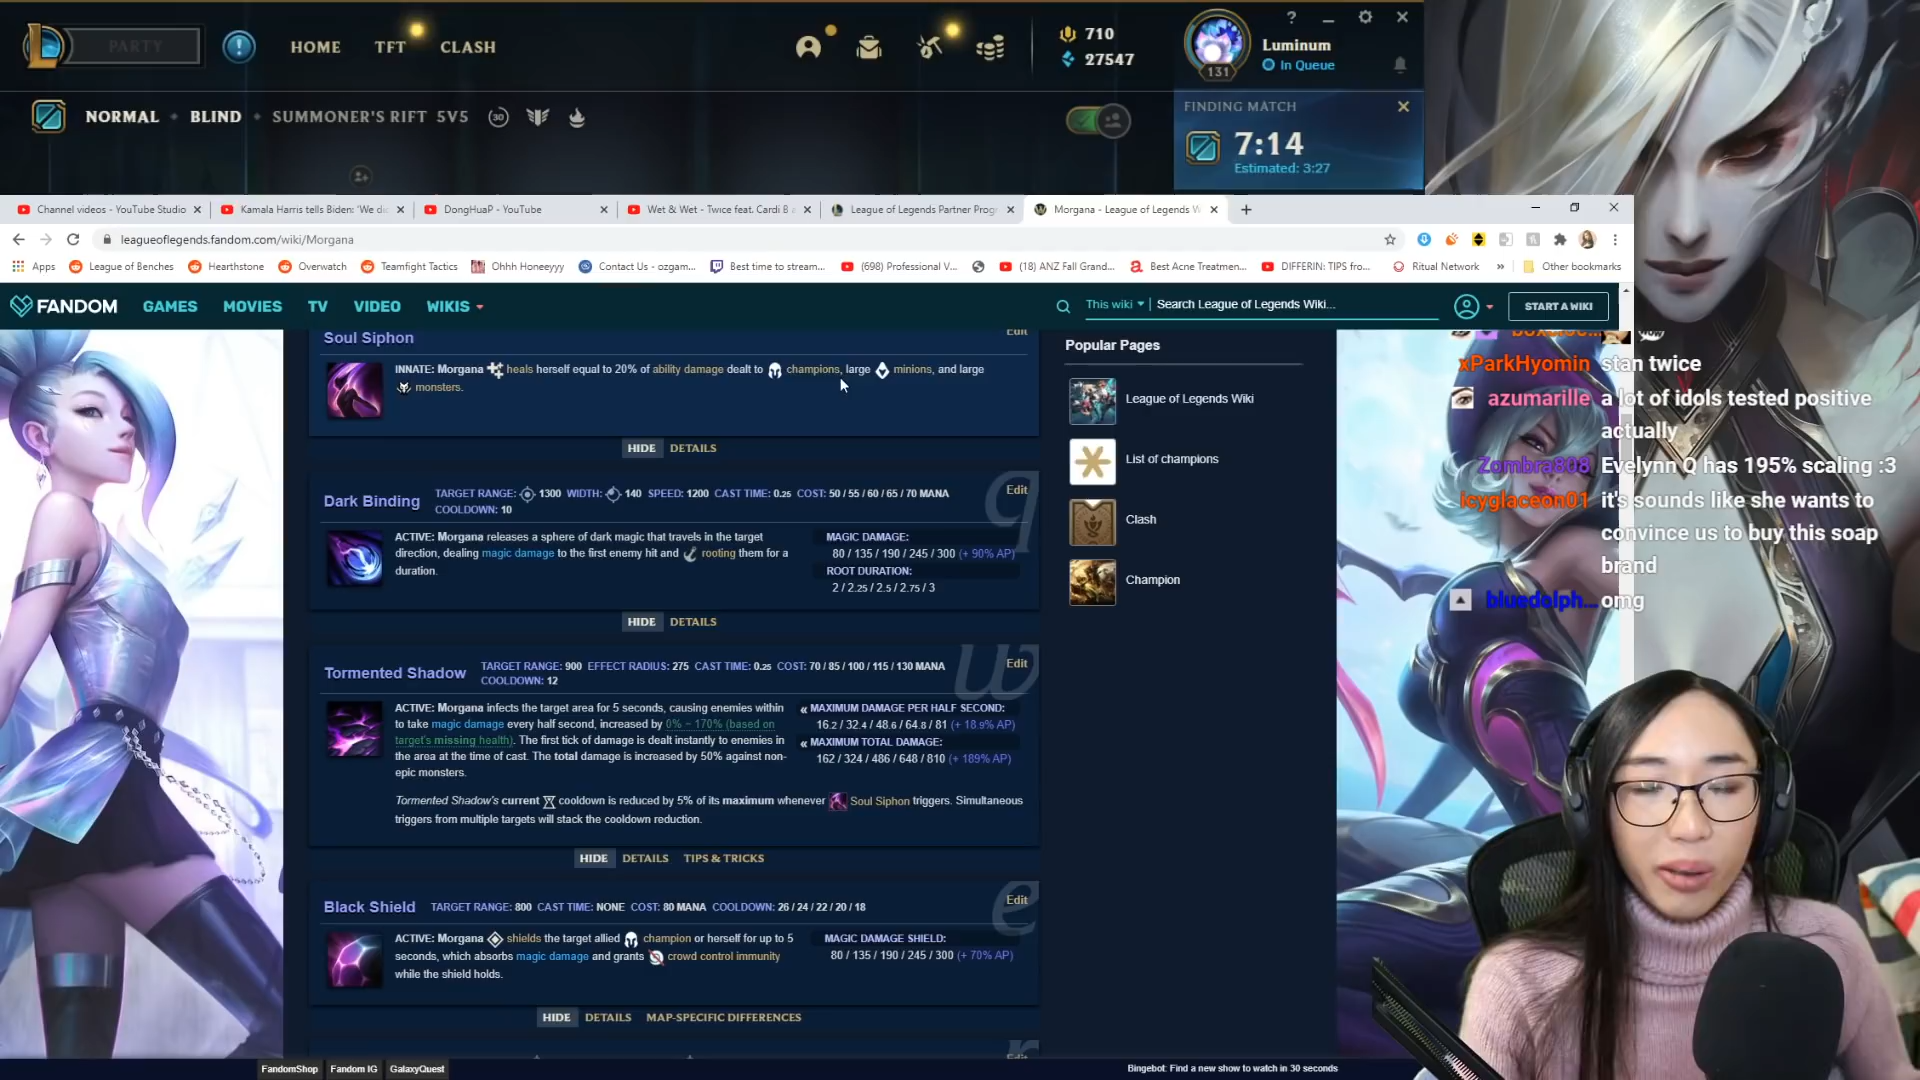 PARTY
HOME
TFT
CLASH
710
27547
131
Luminum
In Queue
NORMAL • BLIND • SUMMONER'S RIFT 5V5
30
FINDING MATCH
7:14
Estimated: 3:27
Channel videos - YouTube Studio
Kamala Harris tells Biden: 'We di
DongHuaP - YouTube
Wet & Wet - Twice feat. Cardi B
League of Legends Partner Prog
Morgana - League of Legends W
leagueoflegends.fandom.com/wiki/Morgana
Apps
League of Benches
Hearthstone
Overwatch
Teamfight Tactics
Ohhh Honeeyyy
Contact Us - ozgam...
Best time to stream...
(698) Professional V...
(18) ANZ Fall Grand...
Best Acne Treatmen...
DIFFERIN: TIPS fro...
Ritual Network
»
Other bookmarks
FANDOM
GAMES
MOVIES
TV
VIDEO
WIKIS
This wiki
Search League of Legends Wiki...
START A WIKI
Soul Siphon
Edit
INNATE: Morgana heals herself equal to 20% of ability damage dealt to champions, large minions, and large
monsters.
HIDE DETAILS
Dark Binding
TARGET RANGE: 1300 WIDTH: 140 SPEED: 1200 CAST TIME: 0.25 COST: 50 / 55 / 60 / 65 / 70 MANA
COOLDOWN: 10
q
Edit
ACTIVE: Morgana releases a sphere of dark magic that travels in the target
direction, dealing magic damage to the first enemy hit and rooting them for a
duration.
MAGIC DAMAGE:
80 / 135 / 190 / 245 / 300 (+ 90% AP)
ROOT DURATION:
2 / 2.25 / 2.5 / 2.75 / 3
HIDE DETAILS
Tormented Shadow
TARGET RANGE: 900 EFFECT RADIUS: 275 CAST TIME: 0.25 COST: 70 / 85 / 100 / 115 / 130 MANA
COOLDOWN: 12
w
Edit
ACTIVE: Morgana infects the target area for 5 seconds, causing enemies within
to take magic damage every half second, increased by 0% – 170% (based on
target's missing health). The first tick of damage is dealt instantly to enemies in
the area at the time of cast. The total damage is increased by 50% against non-
epic monsters.
« MAXIMUM DAMAGE PER HALF SECOND:
16.2 / 32.4 / 48.6 / 64.8 / 81 (+ 18.9% AP)
« MAXIMUM TOTAL DAMAGE:
162 / 324 / 486 / 648 / 810 (+ 189% AP)
Tormented Shadow's current cooldown is reduced by 5% of its maximum whenever Soul Siphon triggers. Simultaneous
triggers from multiple targets will stack the cooldown reduction.
HIDE DETAILS TIPS & TRICKS
Black Shield
TARGET RANGE: 800 CAST TIME: NONE COST: 80 MANA COOLDOWN: 26 / 24 / 22 / 20 / 18
e
Edit
ACTIVE: Morgana shields the target allied champion or herself for up to 5
seconds, which absorbs magic damage and grants crowd control immunity
while the shield holds.
MAGIC DAMAGE SHIELD:
80 / 135 / 190 / 245 / 300 (+ 70% AP)
HIDE DETAILS MAP-SPECIFIC DIFFERENCES
r
Edit
Popular Pages
League of Legends Wiki
List of champions
Clash
Champion
xParkHyomin stan twice
azumarille a lot of idols tested positive
actually
Zombra808 Evelynn Q has 195% scaling :3
icyglaceon01 it's sounds like she wants to
convince us to buy this soap
brand
bluedolph... omg
FandomShop
Fandom IG
GalaxyQuest
Bingebot: Find a new show to watch in 30 seconds